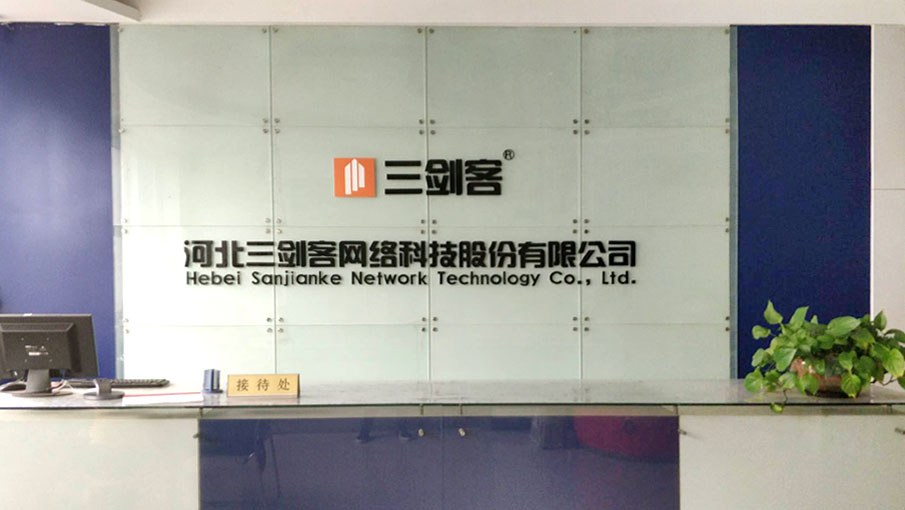 三剑客®
河北三剑客网络科技股份有限公司
Hebei Sanjianke Network Technology Co., Ltd.
接待处